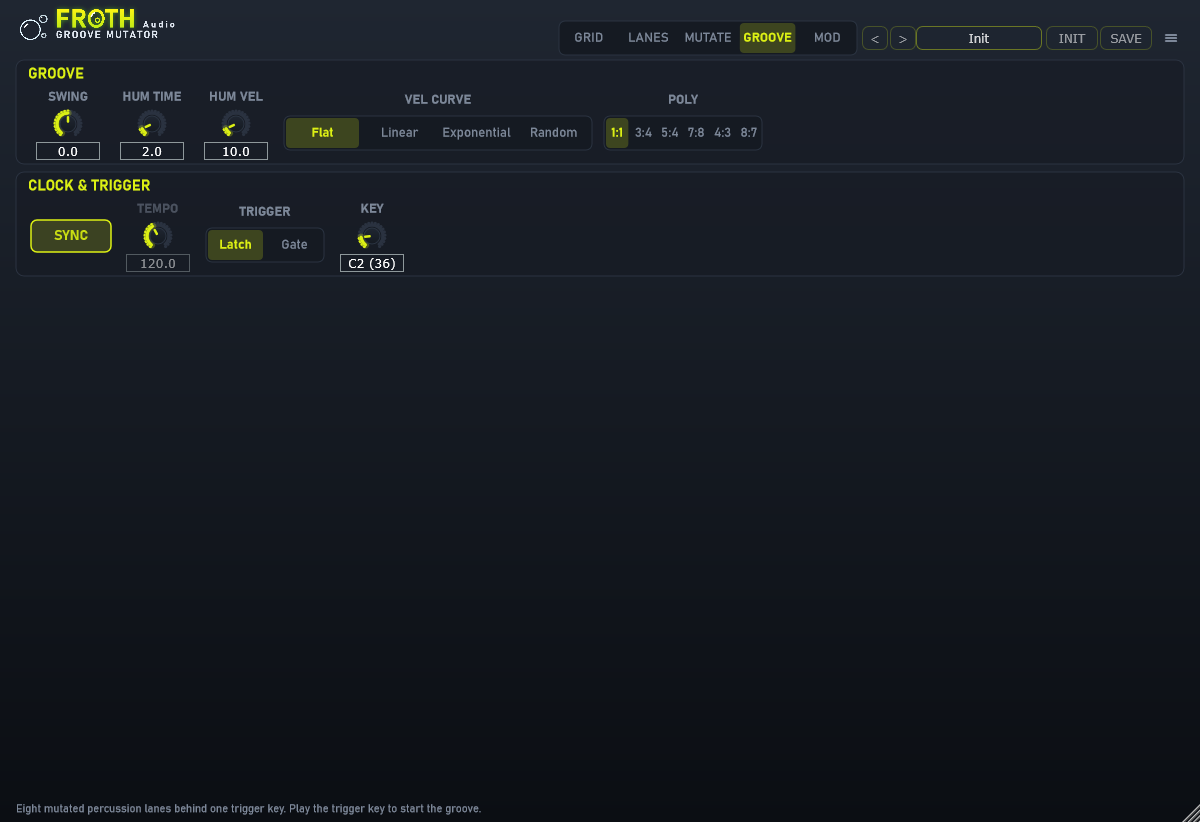 FROTH Audio
GROOVE MUTATOR
GRID LANES MUTATE GROOVE MOD < > Init INIT SAVE
GROOVE
SWING HUM TIME HUM VEL VEL CURVE POLY
Flat Linear Exponential Random 1:1 3:4 5:4 7:8 4:3 8:7
0.0 2.0 10.0
CLOCK & TRIGGER
TEMPO TRIGGER KEY
SYNC Latch Gate
120.0 C2 (36)
Eight mutated percussion lanes behind one trigger key. Play the trigger key to start the groove.